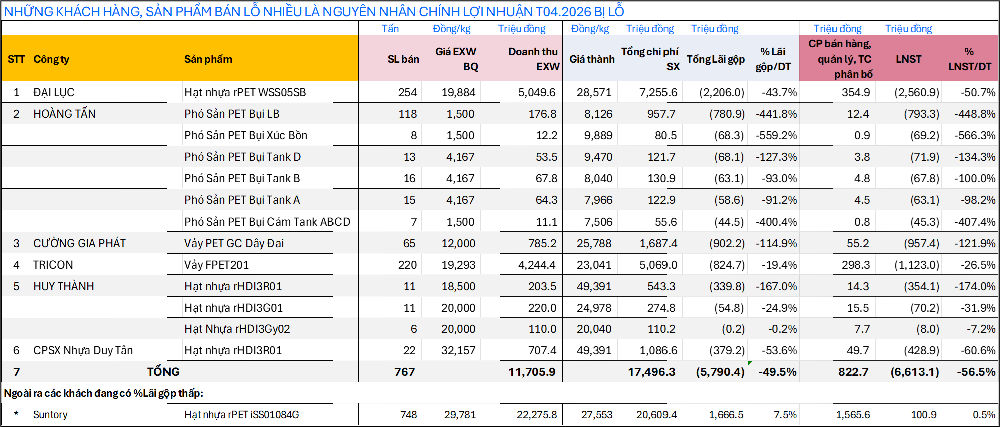 NHỮNG KHÁCH HÀNG, SẢN PHẨM BÁN LỖ NHIỀU LÀ NGUYÊN NHÂN CHÍNH LỢI NHUẬN T04.2026 BỊ LỖ
Tấn Đồng/kg Triệu đồng Đồng/kg Triệu đồng Triệu đồng Triệu đồng Triệu đồng
STT Công ty Sản phẩm SL bán Giá EXW BQ Doanh thu EXW Giá thành Tổng chi phí SX Tổng Lãi gộp % Lãi gộp/DT CP bán hàng, quản lý, TC phân bổ LNST % LNST/DT
1 ĐẠI LỤC Hạt nhựa rPET WSS05SB 254 19,884 5,049.6 28,571 7,255.6 (2,206.0) -43.7% 354.9 (2,560.9) -50.7%
2 HOÀNG TẤN Phó Sản PET Bụi LB 118 1,500 176.8 8,126 957.7 (780.9) -441.8% 12.4 (793.3) -448.8%
Phó Sản PET Bụi Xúc Bồn 8 1,500 12.2 9,889 80.5 (68.3) -559.2% 0.9 (69.2) -566.3%
Phó Sản PET Bụi Tank D 13 4,167 53.5 9,470 121.7 (68.1) -127.3% 3.8 (71.9) -134.3%
Phó Sản PET Bụi Tank B 16 4,167 67.8 8,040 130.9 (63.1) -93.0% 4.8 (67.8) -100.0%
Phó Sản PET Bụi Tank A 15 4,167 64.3 7,966 122.9 (58.6) -91.2% 4.5 (63.1) -98.2%
Phó Sản PET Bụi Cám Tank ABCD 7 1,500 11.1 7,506 55.6 (44.5) -400.4% 0.8 (45.3) -407.4%
3 CƯỜNG GIA PHÁT Vảy PET GC Dây Đai 65 12,000 785.2 25,788 1,687.4 (902.2) -114.9% 55.2 (957.4) -121.9%
4 TRICON Vảy FPET201 220 19,293 4,244.4 23,041 5,069.0 (824.7) -19.4% 298.3 (1,123.0) -26.5%
5 HUY THÀNH Hạt nhựa rHDI3R01 11 18,500 203.5 49,391 543.3 (339.8) -167.0% 14.3 (354.1) -174.0%
Hạt nhựa rHDI3G01 11 20,000 220.0 24,978 274.8 (54.8) -24.9% 15.5 (70.2) -31.9%
Hạt Nhựa rHDI3Gy02 6 20,000 110.0 20,040 110.2 (0.2) -0.2% 7.7 (8.0) -7.2%
6 CPSX Nhựa Duy Tân Hạt nhựa rHDI3R01 22 32,157 707.4 49,391 1,086.6 (379.2) -53.6% 49.7 (428.9) -60.6%
7 TỔNG 767 11,705.9 17,496.3 (5,790.4) -49.5% 822.7 (6,613.1) -56.5%
Ngoài ra các khách đang có %Lãi gộp thấp:
* Suntory Hạt nhựa rPET iSS01084G 748 29,781 22,275.8 27,553 20,609.4 1,666.5 7.5% 1,565.6 100.9 0.5%